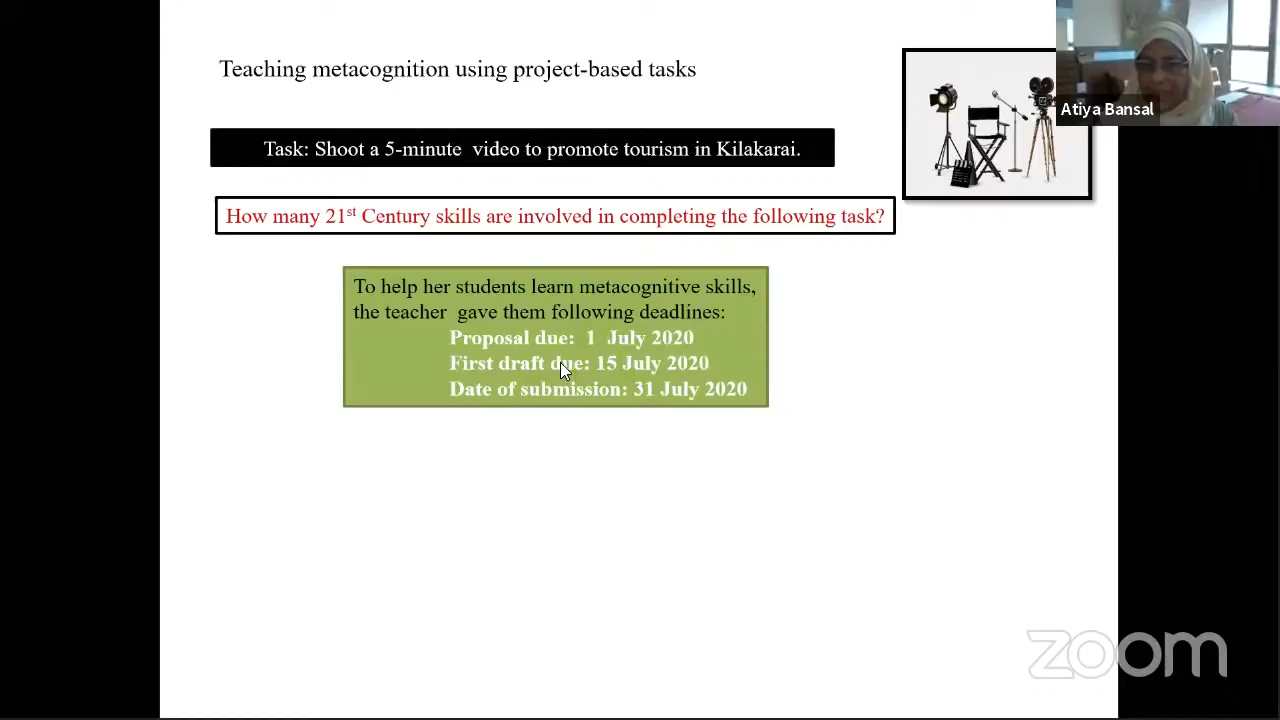 Teaching metacognition using project-based tasks
Atiya Bansal
Task: Shoot a 5-minute video to promote tourism in Kilakarai.
How many 21st Century skills are involved in completing the following task?
To help her students learn metacognitive skills,
the teacher gave them following deadlines:
Proposal due: 1 July 2020
First draft due: 15 July 2020
Date of submission: 31 July 2020
zoom